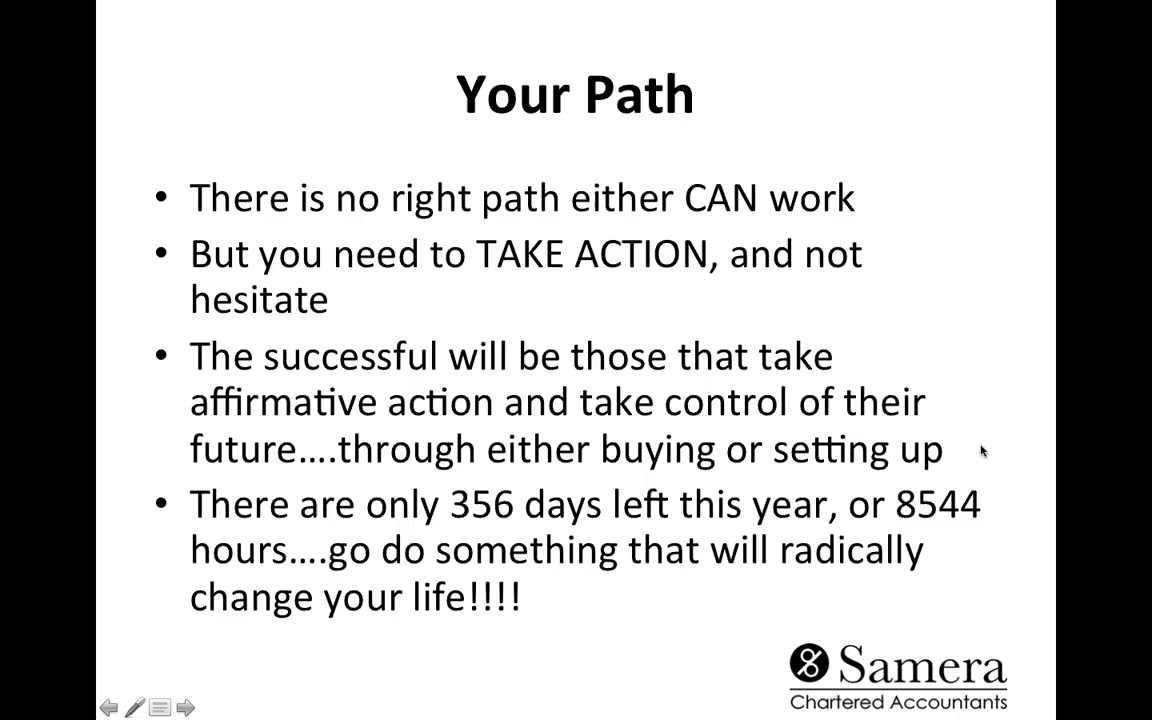 Your Path
• There is no right path either CAN work
• But you need to TAKE ACTION, and not
hesitate
• The successful will be those that take
affirmative action and take control of their
future....through either buying or setting up
• There are only 356 days left this year, or 8544
hours....go do something that will radically
change your life!!!!
Samera
Chartered Accountants